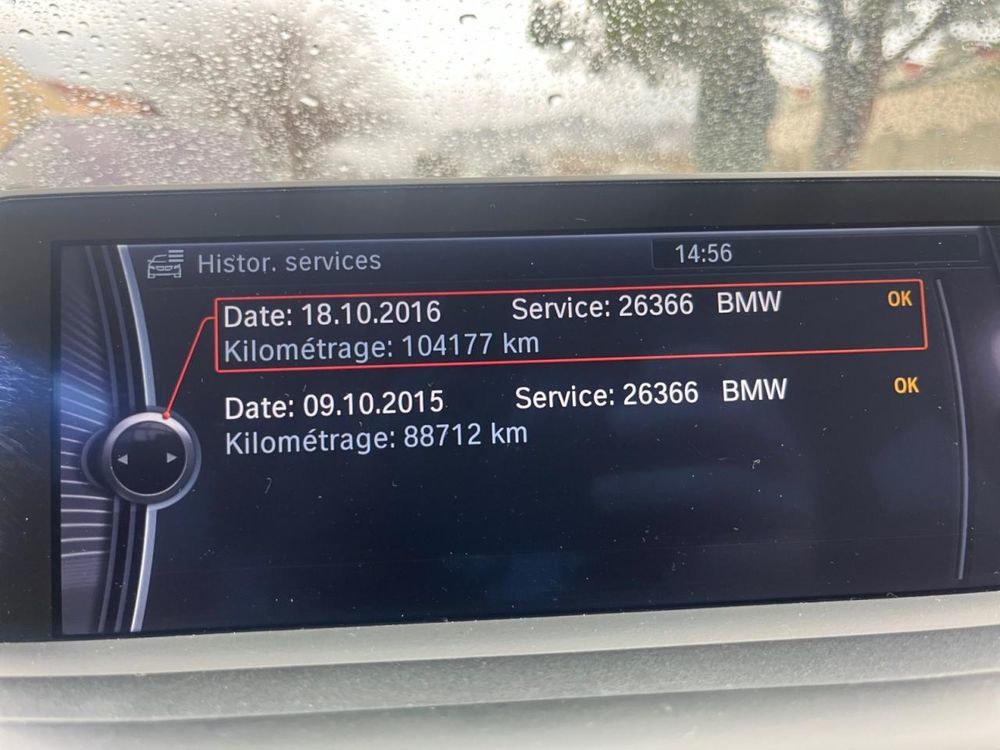 Histor. services 14:56
Date: 18.10.2016 Service: 26366 BMW OK
Kilométrage: 104177 km
Date: 09.10.2015 Service: 26366 BMW OK
Kilométrage: 88712 km